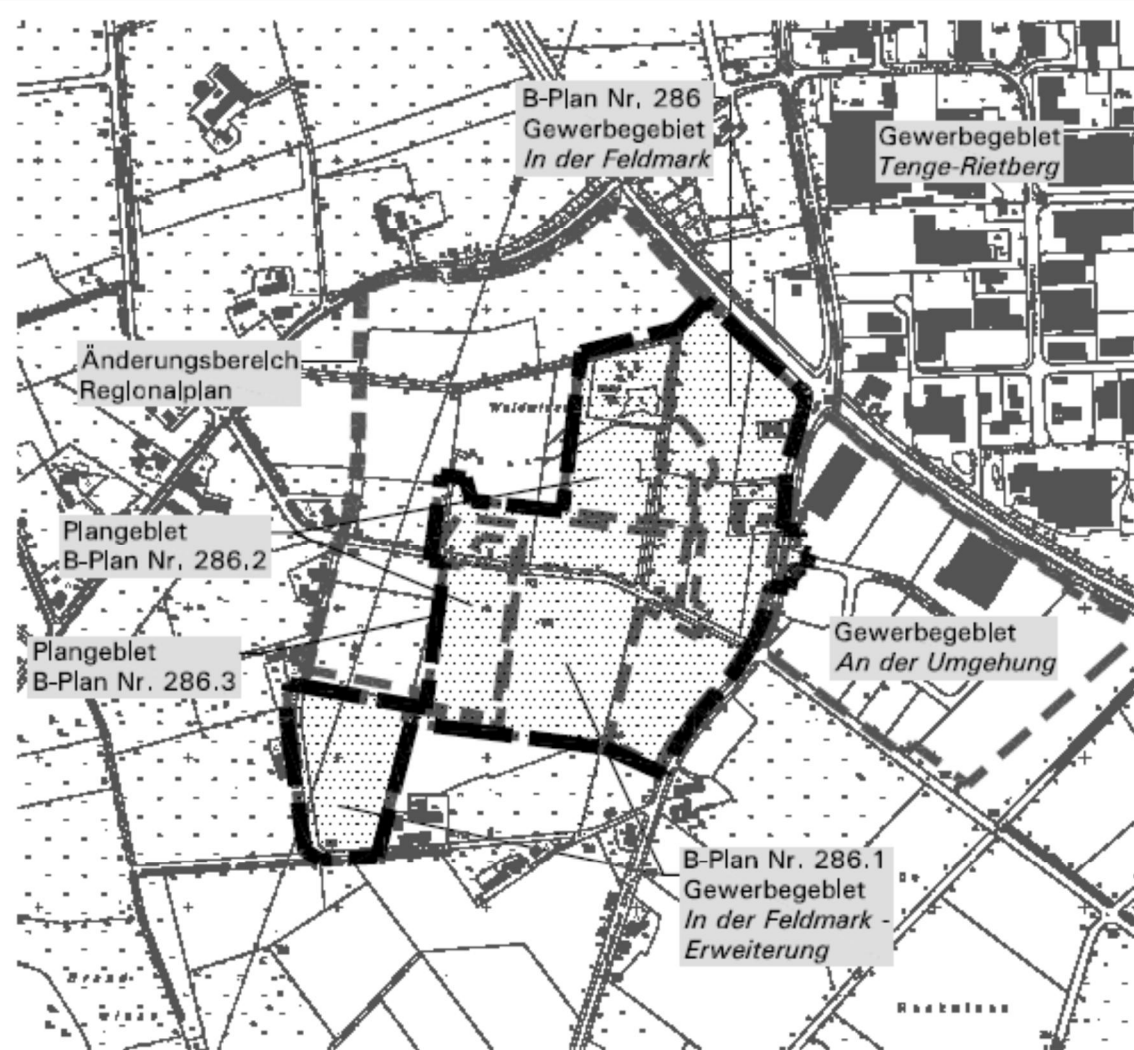 B-Plan Nr. 286
Gewerbegebiet
In der Feldmark
Gewerbegebiet
Tenge-Rietberg
Änderungsbereich
Regionalplan
Plangebiet
B-Plan Nr. 286.2
Plangebiet
B-Plan Nr. 286.3
Gewerbegebiet
An der Umgehung
B-Plan Nr. 286.1
Gewerbegebiet
In der Feldmark -
Erweiterung